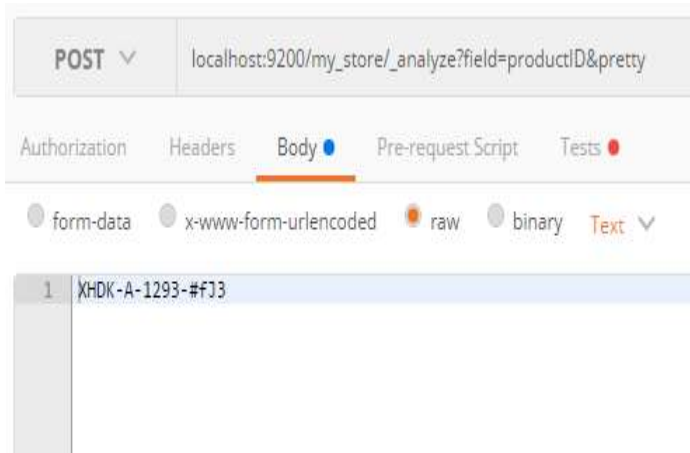 POST localhost:9200/my_store/_analyze?field=productID&pretty
Authorization Headers Body Pre-request Script Tests
form-data x-www-form-urlencoded raw binary Text
1 XHDK-A-1293-#fJ3